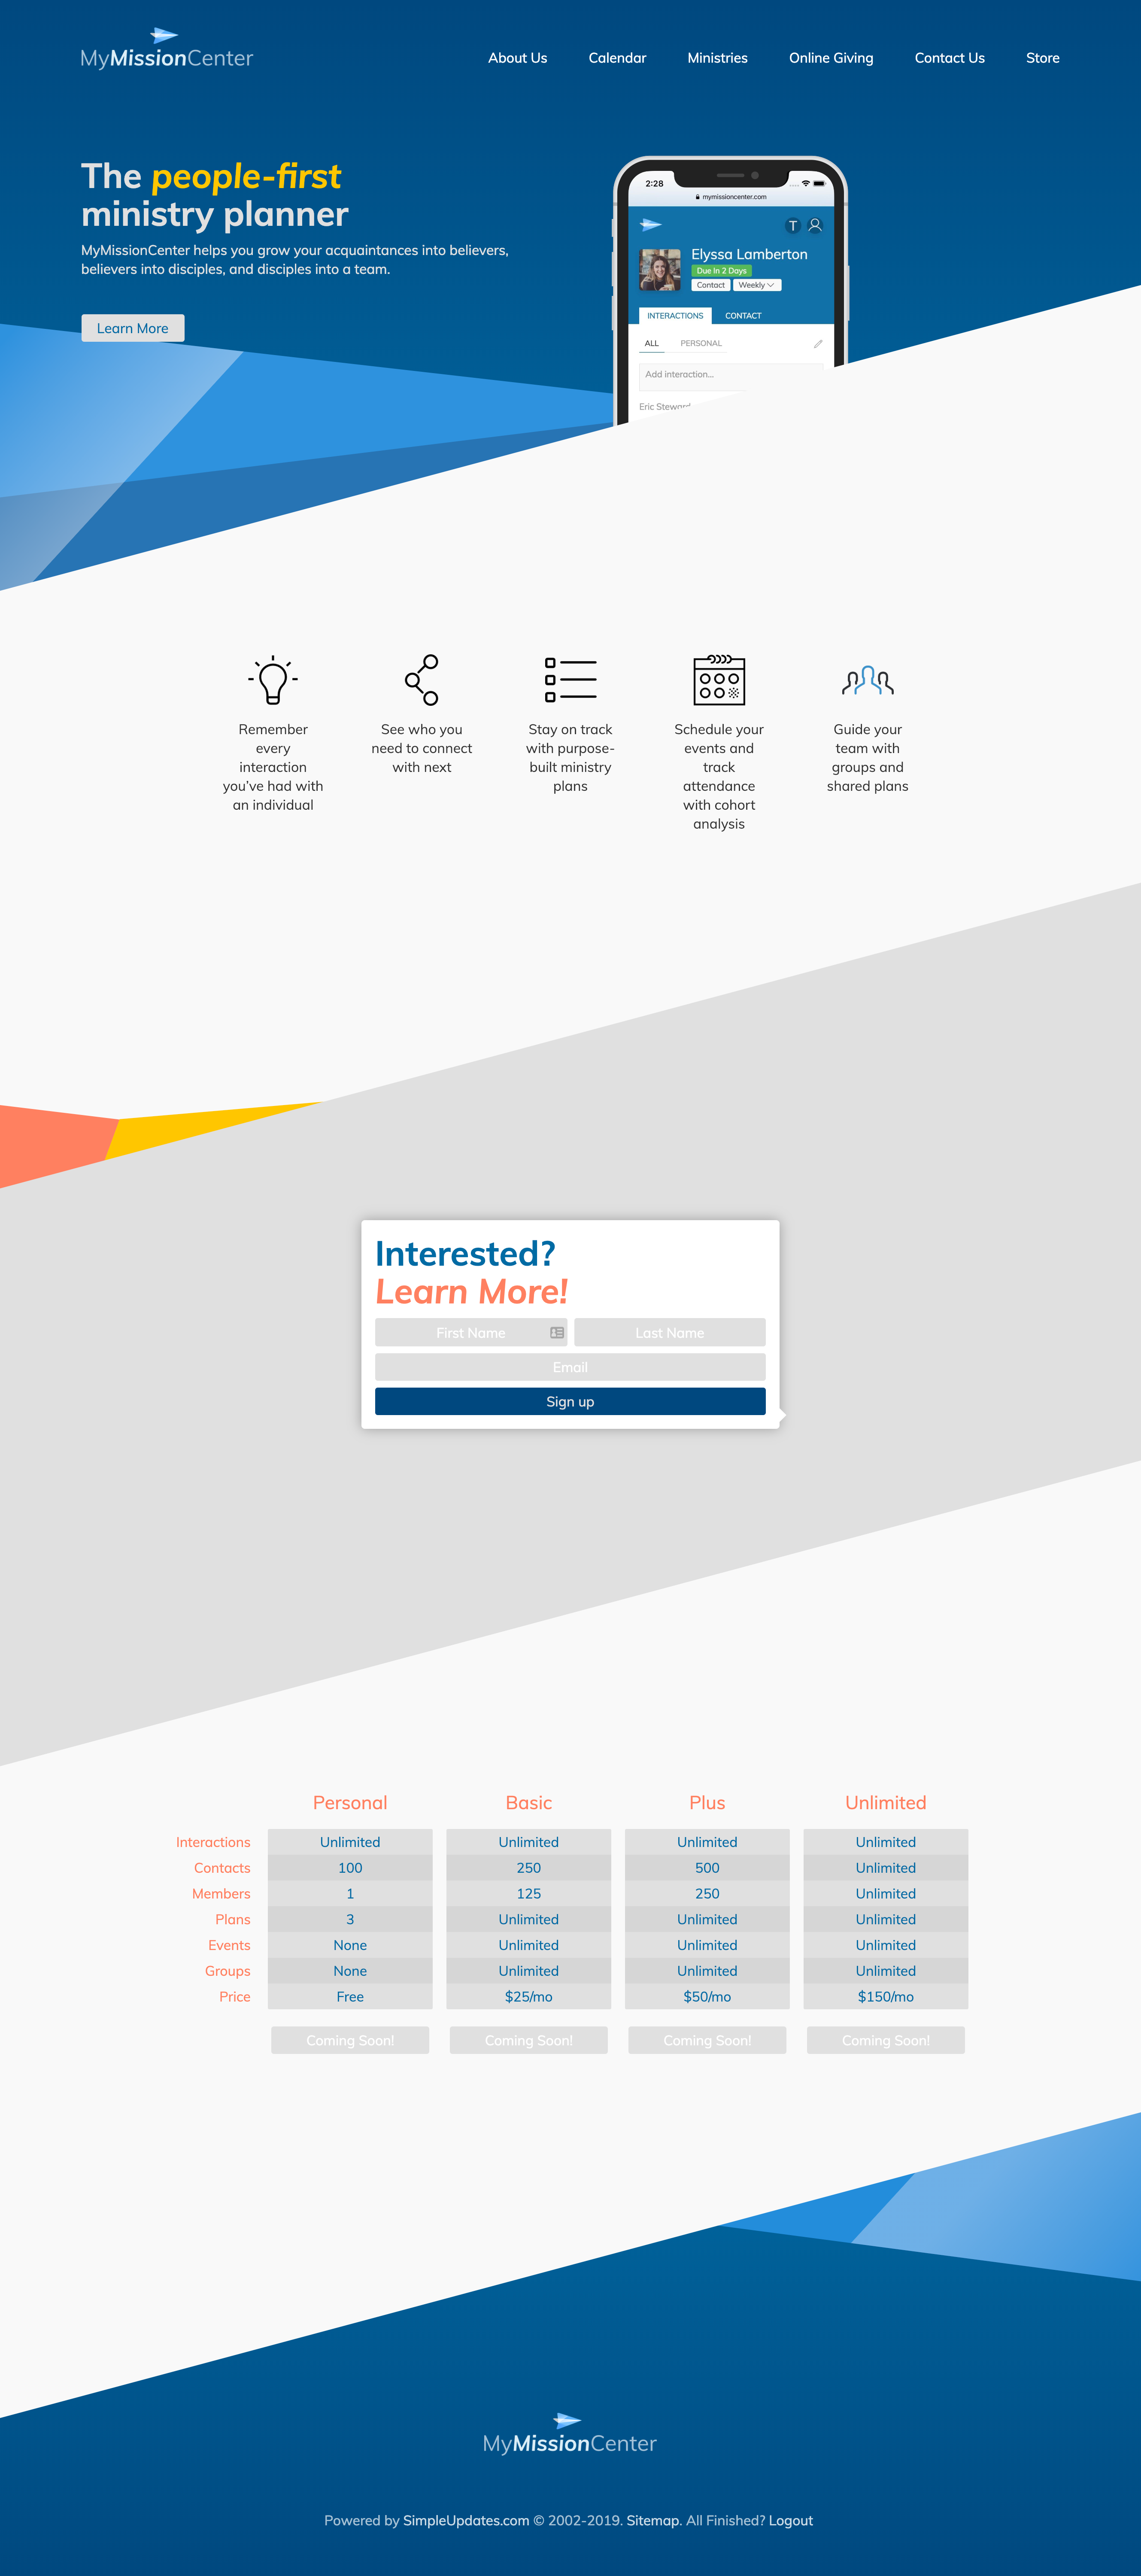 MyMissionCenter
About Us Calendar Ministries Online Giving Contact Us Store
The people-first
ministry planner
MyMissionCenter helps you grow your acquaintances into believers,
believers into disciples, and disciples into a team.
Learn More
2:28
mymissioncenter.com
T
Elyssa Lamberton
Due In 2 Days
Contact Weekly
INTERACTIONS CONTACT
ALL PERSONAL
Add interaction...
Eric Steward
Remember
every
interaction
you've had with
an individual
See who you
need to connect
with next
Stay on track
with purpose-
built ministry
plans
Schedule your
events and
track
attendance
with cohort
analysis
Guide your
team with
groups and
shared plans
Interested?
Learn More!
First Name Last Name
Email
Sign up
Personal Basic Plus Unlimited
Interactions Unlimited Unlimited Unlimited Unlimited
Contacts 100 250 500 Unlimited
Members 1 125 250 Unlimited
Plans 3 Unlimited Unlimited Unlimited
Events None Unlimited Unlimited Unlimited
Groups None Unlimited Unlimited Unlimited
Price Free $25/mo $50/mo $150/mo
Coming Soon! Coming Soon! Coming Soon! Coming Soon!
MyMissionCenter
Powered by SimpleUpdates.com © 2002-2019. Sitemap. All Finished? Logout